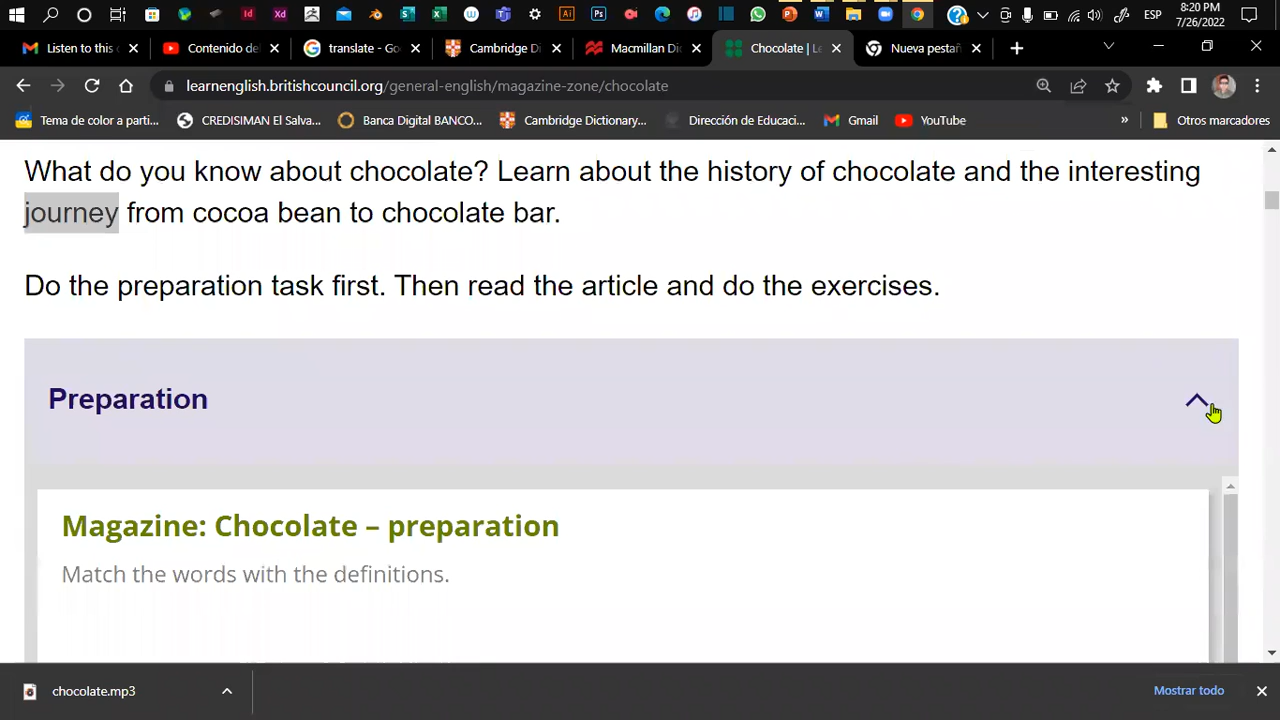 8:20 PM
ESP
7/26/2022
Listen to this
Contenido del
translate - Goo
Cambridge Di
Macmillan Dic
Chocolate | Le
Nueva pestañ
learnenglish.britishcouncil.org/general-english/magazine-zone/chocolate
Tema de color a parti...
CREDISIMAN El Salva...
Banca Digital BANCO...
Cambridge Dictionary...
Dirección de Educaci...
Gmail
YouTube
»
Otros marcadores
What do you know about chocolate? Learn about the history of chocolate and the interesting
journey from cocoa bean to chocolate bar.
Do the preparation task first. Then read the article and do the exercises.
Preparation
Magazine: Chocolate – preparation
Match the words with the definitions.
chocolate.mp3
Mostrar todo